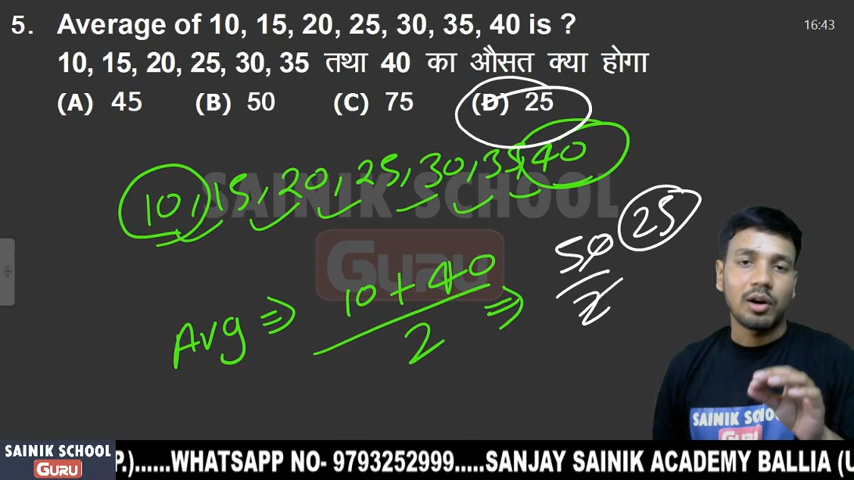 5. Average of 10, 15, 20, 25, 30, 35, 40 is ?
16:43
10, 15, 20, 25, 30, 35 तथा 40 का औसत क्या होगा
(A) 45 (B) 50 (C) 75 (D) 25
10, 15, 20, 25, 30, 35, 40
SAINIK SCHOOL
GURU
Avg ⇒ 10 + 40 / 2 ⇒ 50 / 2 25
SAINIK SCHOOL
GURU
SAINIK SCHOOL
GURU
P.)......WHATSAPP NO- 9793252999......SANJAY SAINIK ACADEMY BALLIA (U